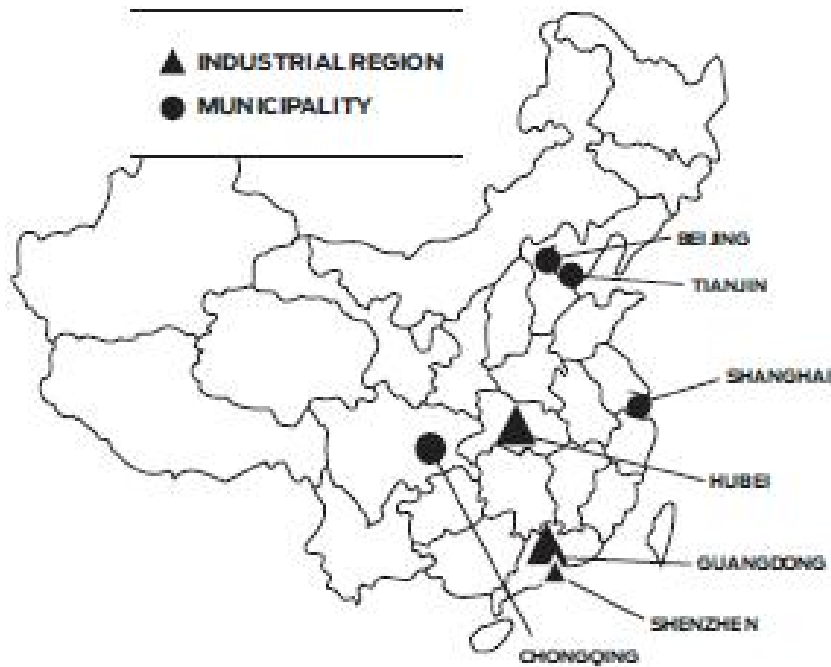 INDUSTRIAL REGION
MUNICIPALITY
BEIJING
TIANJIN
SHANGHAI
HUBEI
GUANGDONG
SHENZHEN
CHONGQING